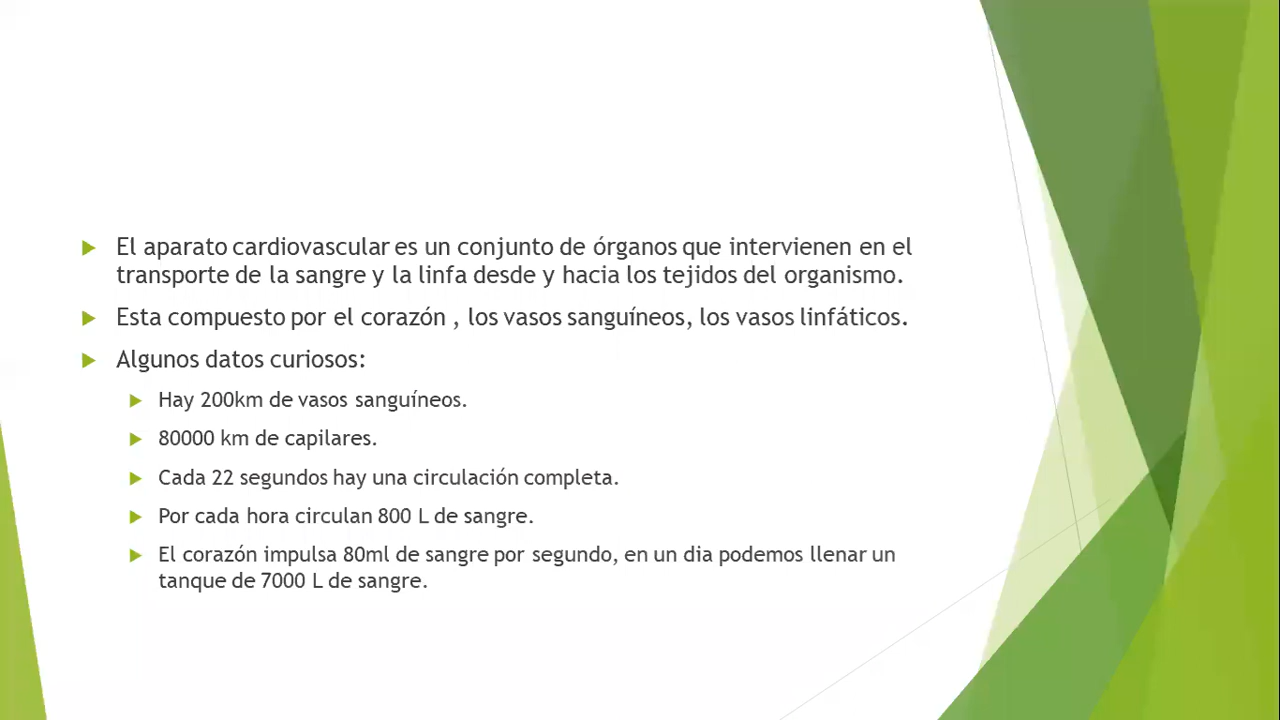 El aparato cardiovascular es un conjunto de órganos que intervienen en el
transporte de la sangre y la linfa desde y hacia los tejidos del organismo.
Esta compuesto por el corazón , los vasos sanguíneos, los vasos linfáticos.
Algunos datos curiosos:
Hay 200km de vasos sanguíneos.
80000 km de capilares.
Cada 22 segundos hay una circulación completa.
Por cada hora circulan 800 L de sangre.
El corazón impulsa 80ml de sangre por segundo, en un dia podemos llenar un
tanque de 7000 L de sangre.